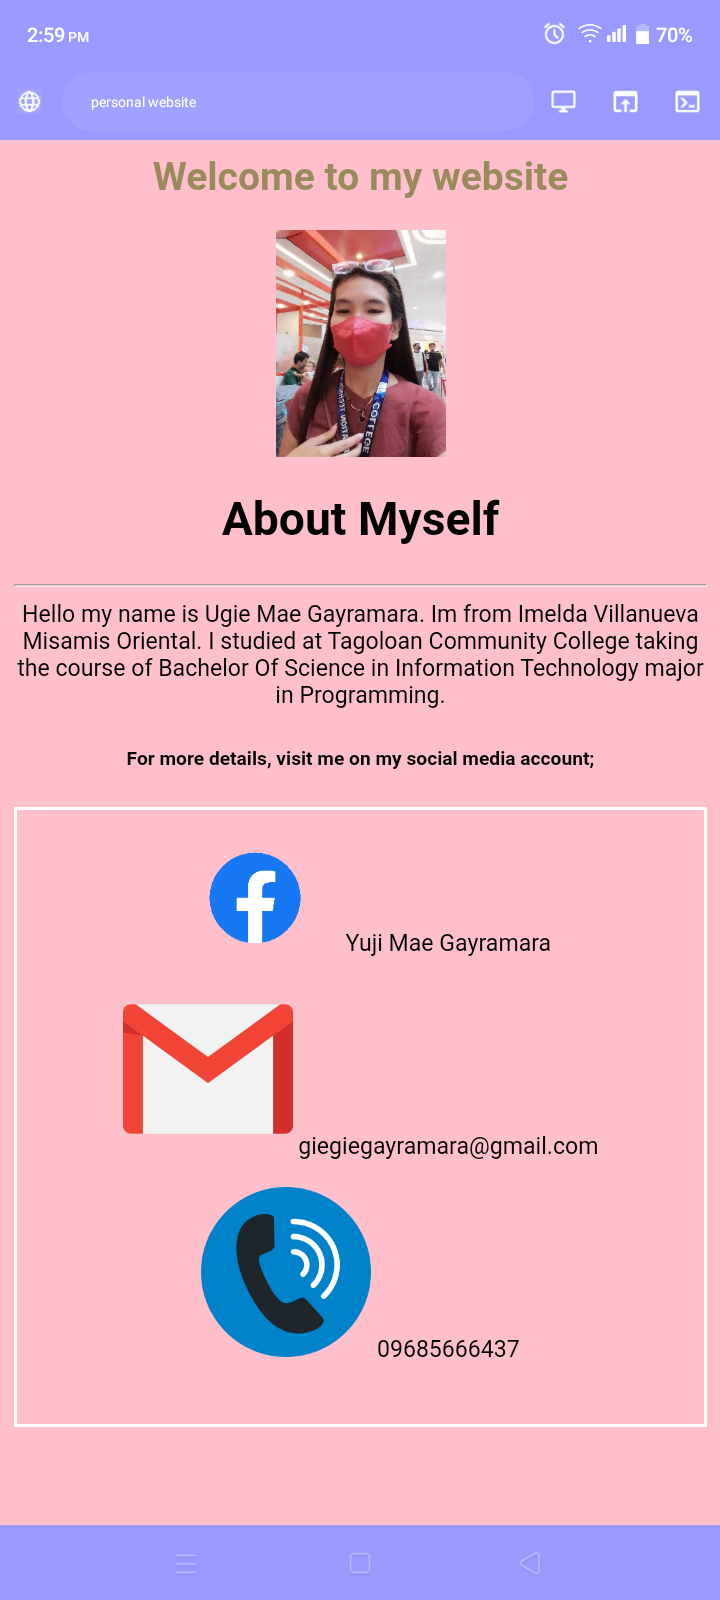 2:59 PM
70%
personal website
Welcome to my website
COLLEGE
About Myself
Hello my name is Ugie Mae Gayramara. Im from Imelda Villanueva
Misamis Oriental. I studied at Tagoloan Community College taking
the course of Bachelor Of Science in Information Technology major
in Programming.
For more details, visit me on my social media account;
Yuji Mae Gayramara
giegiegayramara@gmail.com
09685666437